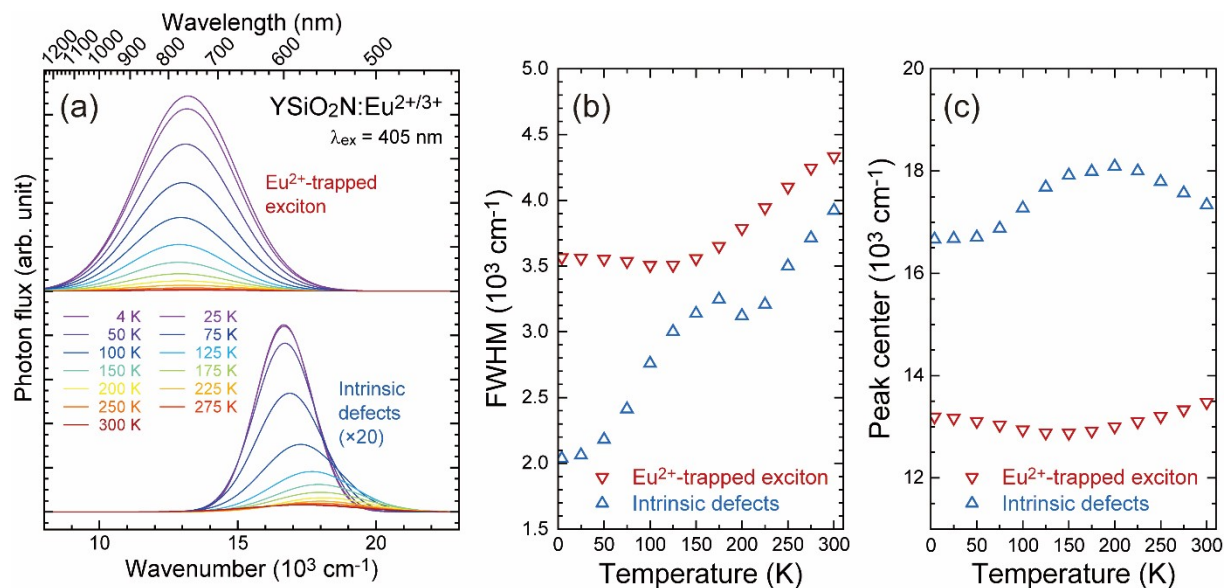 Wavelength (nm)
1200 1100 1000 900 800 700 600 500
(a)
YSiO₂N:Eu²⁺/³⁺
λex = 405 nm
Eu²⁺-trapped
exciton
Photon flux (arb. unit)
4 K 25 K
50 K 75 K
100 K 125 K
150 K 175 K
200 K 225 K
250 K 275 K
300 K
Intrinsic
defects
(×20)
10 15 20
Wavenumber (10³ cm⁻¹)
(b)
FWHM (10³ cm⁻¹)
5.0
4.5
4.0
3.5
3.0
2.5
2.0
1.5
Eu²⁺-trapped exciton
Intrinsic defects
0 50 100 150 200 250 300
Temperature (K)
(c)
Peak center (10³ cm⁻¹)
20
18
16
14
12
Eu²⁺-trapped exciton
Intrinsic defects
0 50 100 150 200 250 300
Temperature (K)